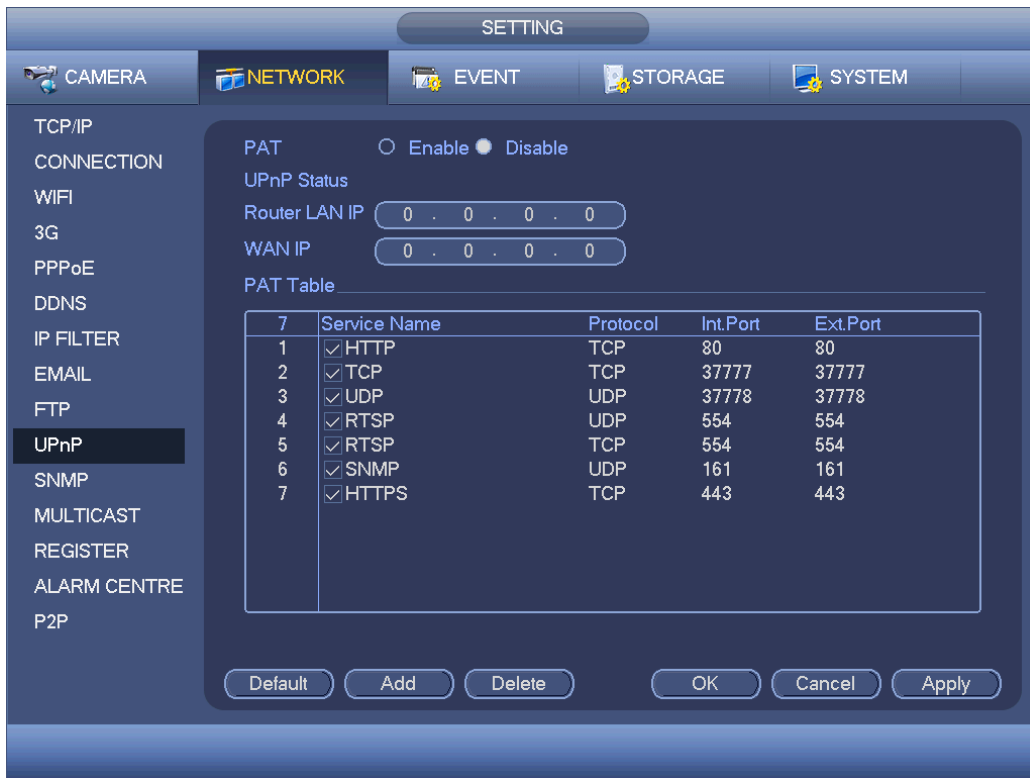 SETTING
CAMERA NETWORK EVENT STORAGE SYSTEM
TCP/IP
CONNECTION
WIFI
3G
PPPoE
DDNS
IP FILTER
EMAIL
FTP
UPnP
SNMP
MULTICAST
REGISTER
ALARM CENTRE
P2P
PAT Enable Disable
UPnP Status
Router LAN IP 0 . 0 . 0 . 0
WAN IP 0 . 0 . 0 . 0
PAT Table
7 Service Name Protocol Int.Port Ext.Port
1 HTTP TCP 80 80
2 TCP TCP 37777 37777
3 UDP UDP 37778 37778
4 RTSP UDP 554 554
5 RTSP TCP 554 554
6 SNMP UDP 161 161
7 HTTPS TCP 443 443
Default Add Delete OK Cancel Apply